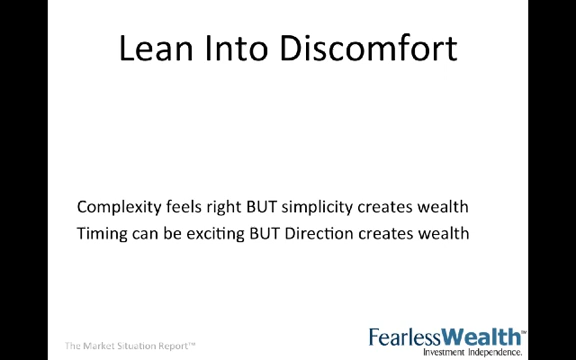 Lean Into Discomfort
Complexity feels right BUT simplicity creates wealth
Timing can be exciting BUT Direction creates wealth
The Market Situation Report™
FearlessWealth™
Investment Independence.